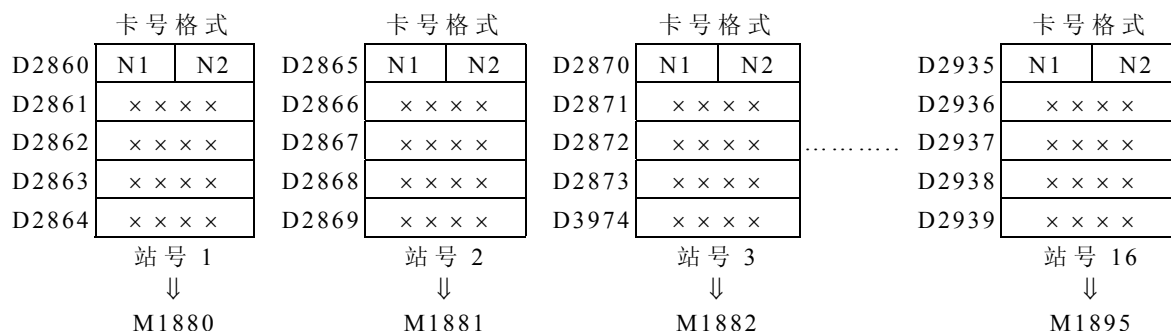 卡号格式 卡号格式 卡号格式 卡号格式
D2860 N1 N2 D2865 N1 N2 D2870 N1 N2 D2935 N1 N2
D2861 ×××× D2866 ×××× D2871 ×××× D2936 ××××
D2862 ×××× D2867 ×××× D2872 ×××× ……….. D2937 ××××
D2863 ×××× D2868 ×××× D2873 ×××× D2938 ××××
D2864 ×××× D2869 ×××× D3974 ×××× D2939 ××××
站号 1 站号 2 站号 3 站号 16
⇓ ⇓ ⇓ ⇓
M1880 M1881 M1882 M1895